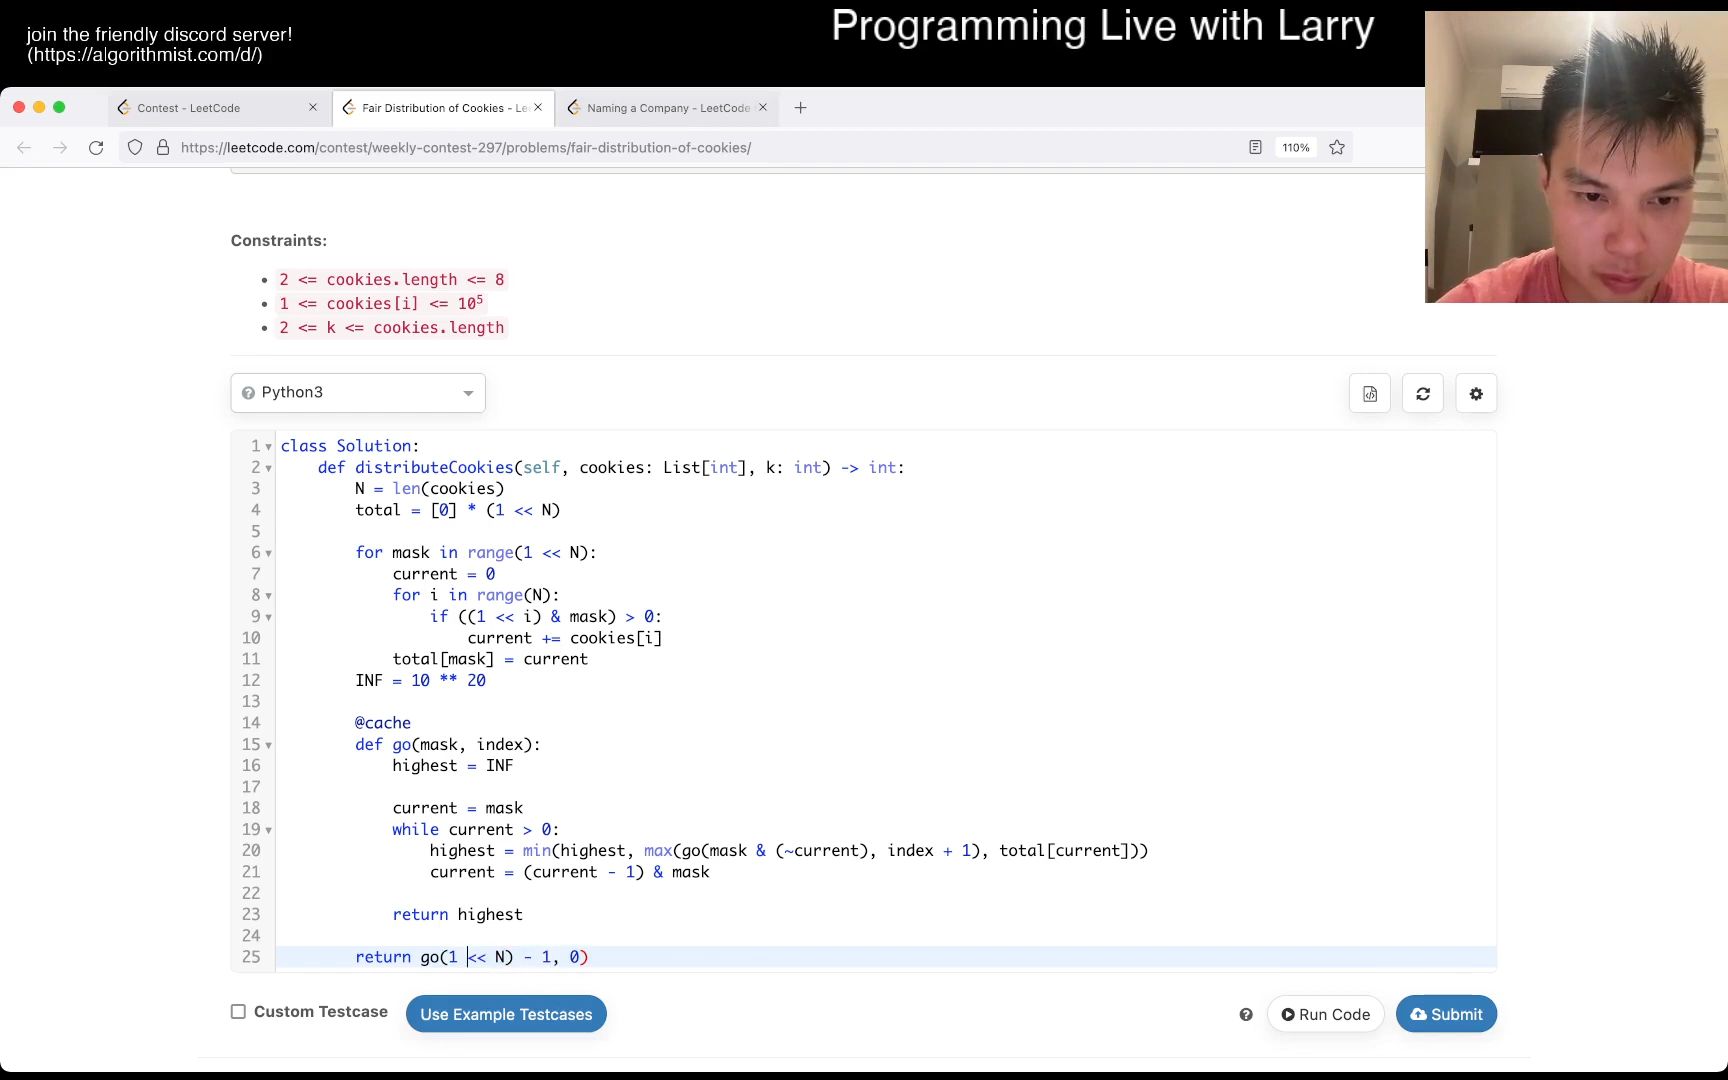 join the friendly discord server!
(https://algorithmist.com/d/)
Programming Live with Larry
Contest - LeetCode
Fair Distribution of Cookies - Le
Naming a Company - LeetCode
https://leetcode.com/contest/weekly-contest-297/problems/fair-distribution-of-cookies/
110%
Constraints:
2 <= cookies.length <= 8
1 <= cookies[i] <= 10⁵
2 <= k <= cookies.length
Python3
1 class Solution:
2 def distributeCookies(self, cookies: List[int], k: int) -> int:
3 N = len(cookies)
4 total = [0] * (1 << N)
5
6 for mask in range(1 << N):
7 current = 0
8 for i in range(N):
9 if ((1 << i) & mask) > 0:
10 current += cookies[i]
11 total[mask] = current
12 INF = 10 ** 20
13
14 @cache
15 def go(mask, index):
16 highest = INF
17
18 current = mask
19 while current > 0:
20 highest = min(highest, max(go(mask & (~current), index + 1), total[current]))
21 current = (current - 1) & mask
22
23 return highest
24
25 return go(1 << N) - 1, 0)
Custom Testcase
Use Example Testcases
Run Code
Submit